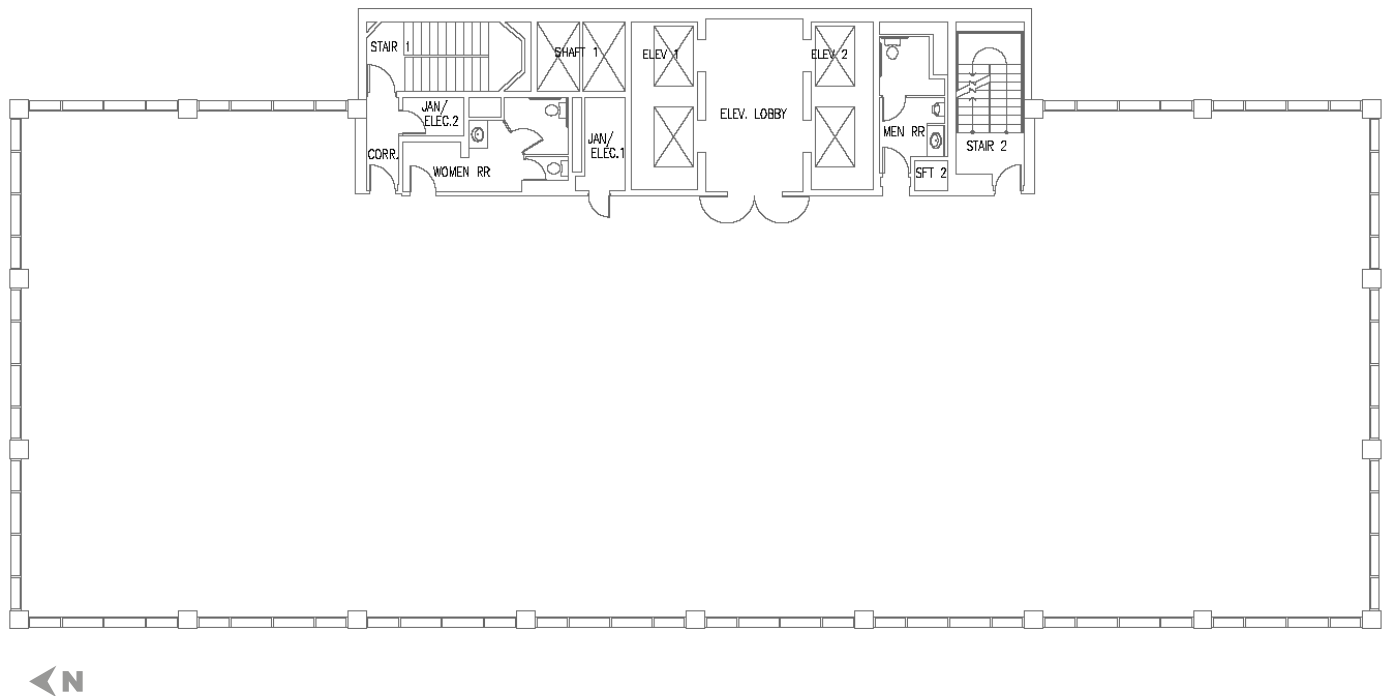 STAIR 1
SHAFT 1
ELEV 1
ELEV 2
JAN/
ELEC.2
ELEV. LOBBY
JAN/
ELEC.1
MEN RR
STAIR 2
CORR.
WOMEN RR
SFT 2
N